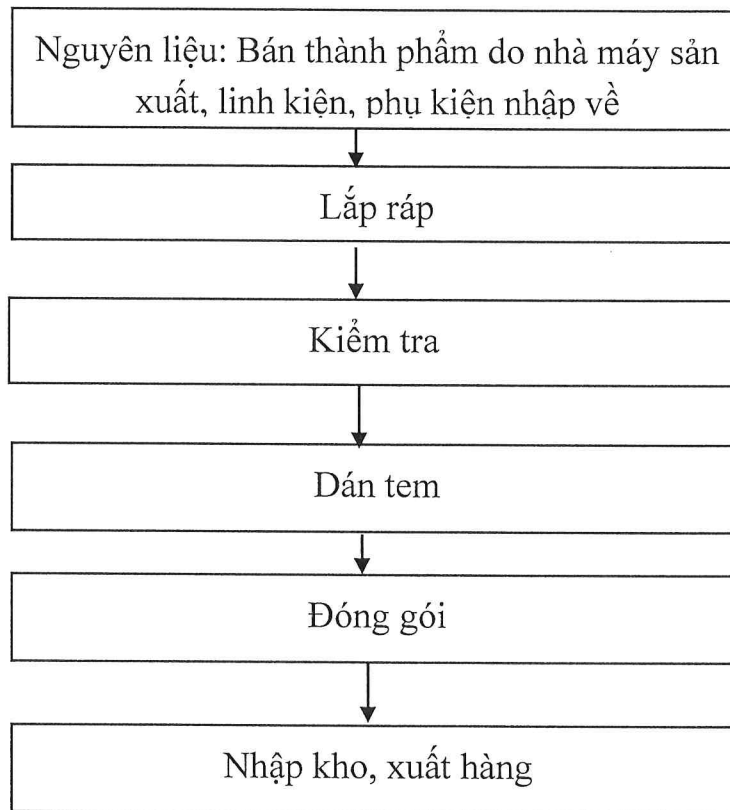 Nguyên liệu: Bán thành phẩm do nhà máy sản
xuất, linh kiện, phụ kiện nhập về
Lắp ráp
Kiểm tra
Dán tem
Đóng gói
Nhập kho, xuất hàng